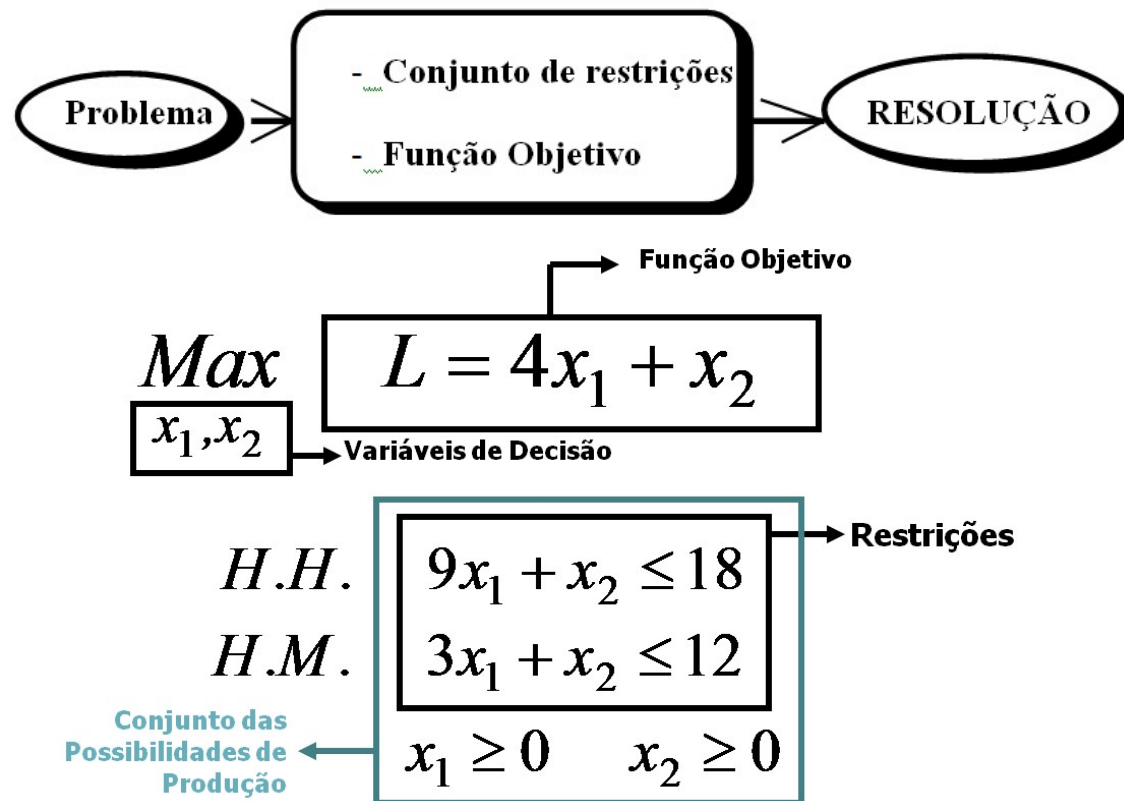 Problema
- Conjunto de restrições
- Função Objetivo
RESOLUÇÃO
Função Objetivo
Max L = 4x₁ + x₂
x₁,x₂
Variáveis de Decisão
Restrições
H.H. 9x₁ + x₂ ≤ 18
H.M. 3x₁ + x₂ ≤ 12
x₁ ≥ 0 x₂ ≥ 0
Conjunto das
Possibilidades de
Produção